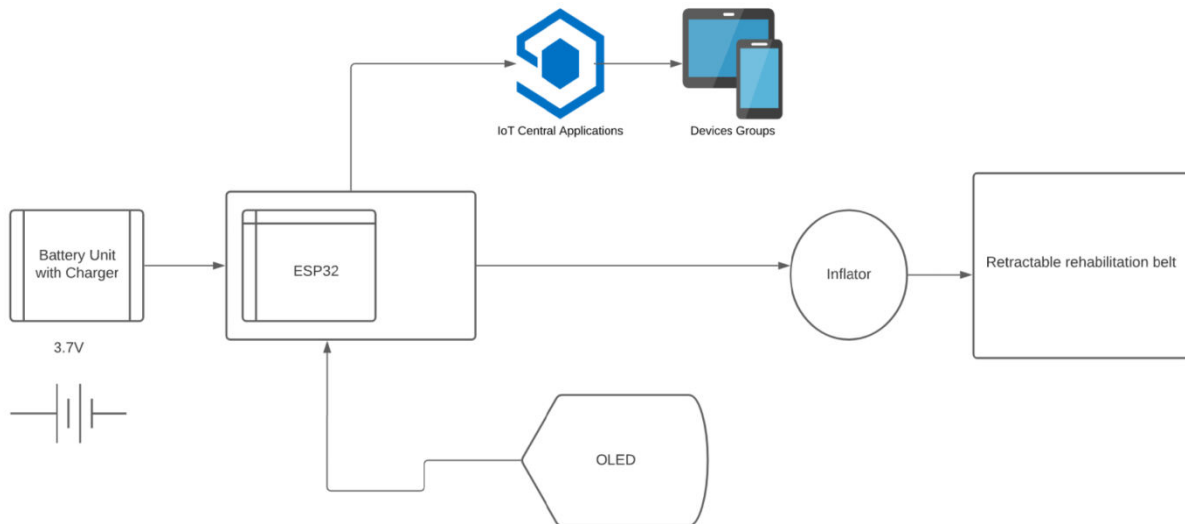 IoT Central Applications
Devices Groups
Battery Unit
with Charger
ESP32
Inflator
Retractable rehabilitation belt
3.7V
OLED